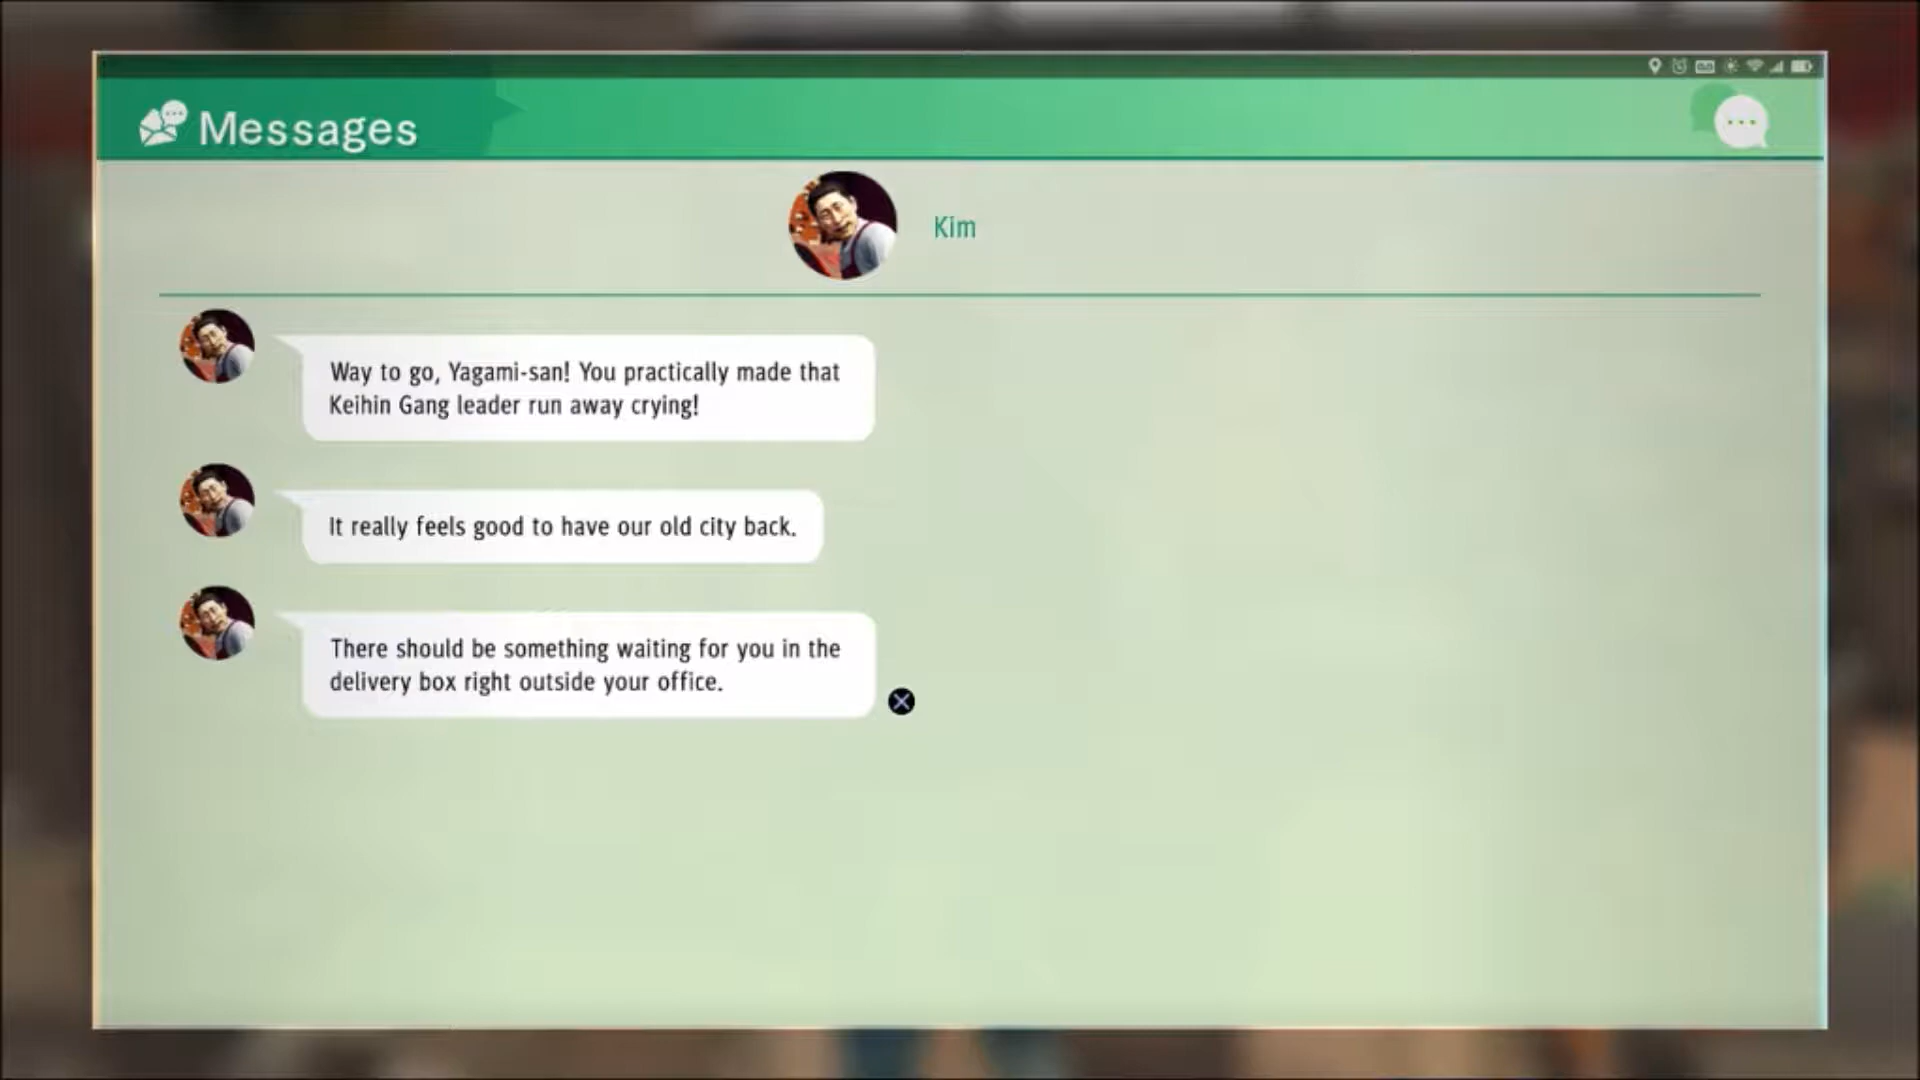 Messages
Kim
Way to go, Yagami-san! You practically made that
Keihin Gang leader run away crying!
It really feels good to have our old city back.
There should be something waiting for you in the
delivery box right outside your office.